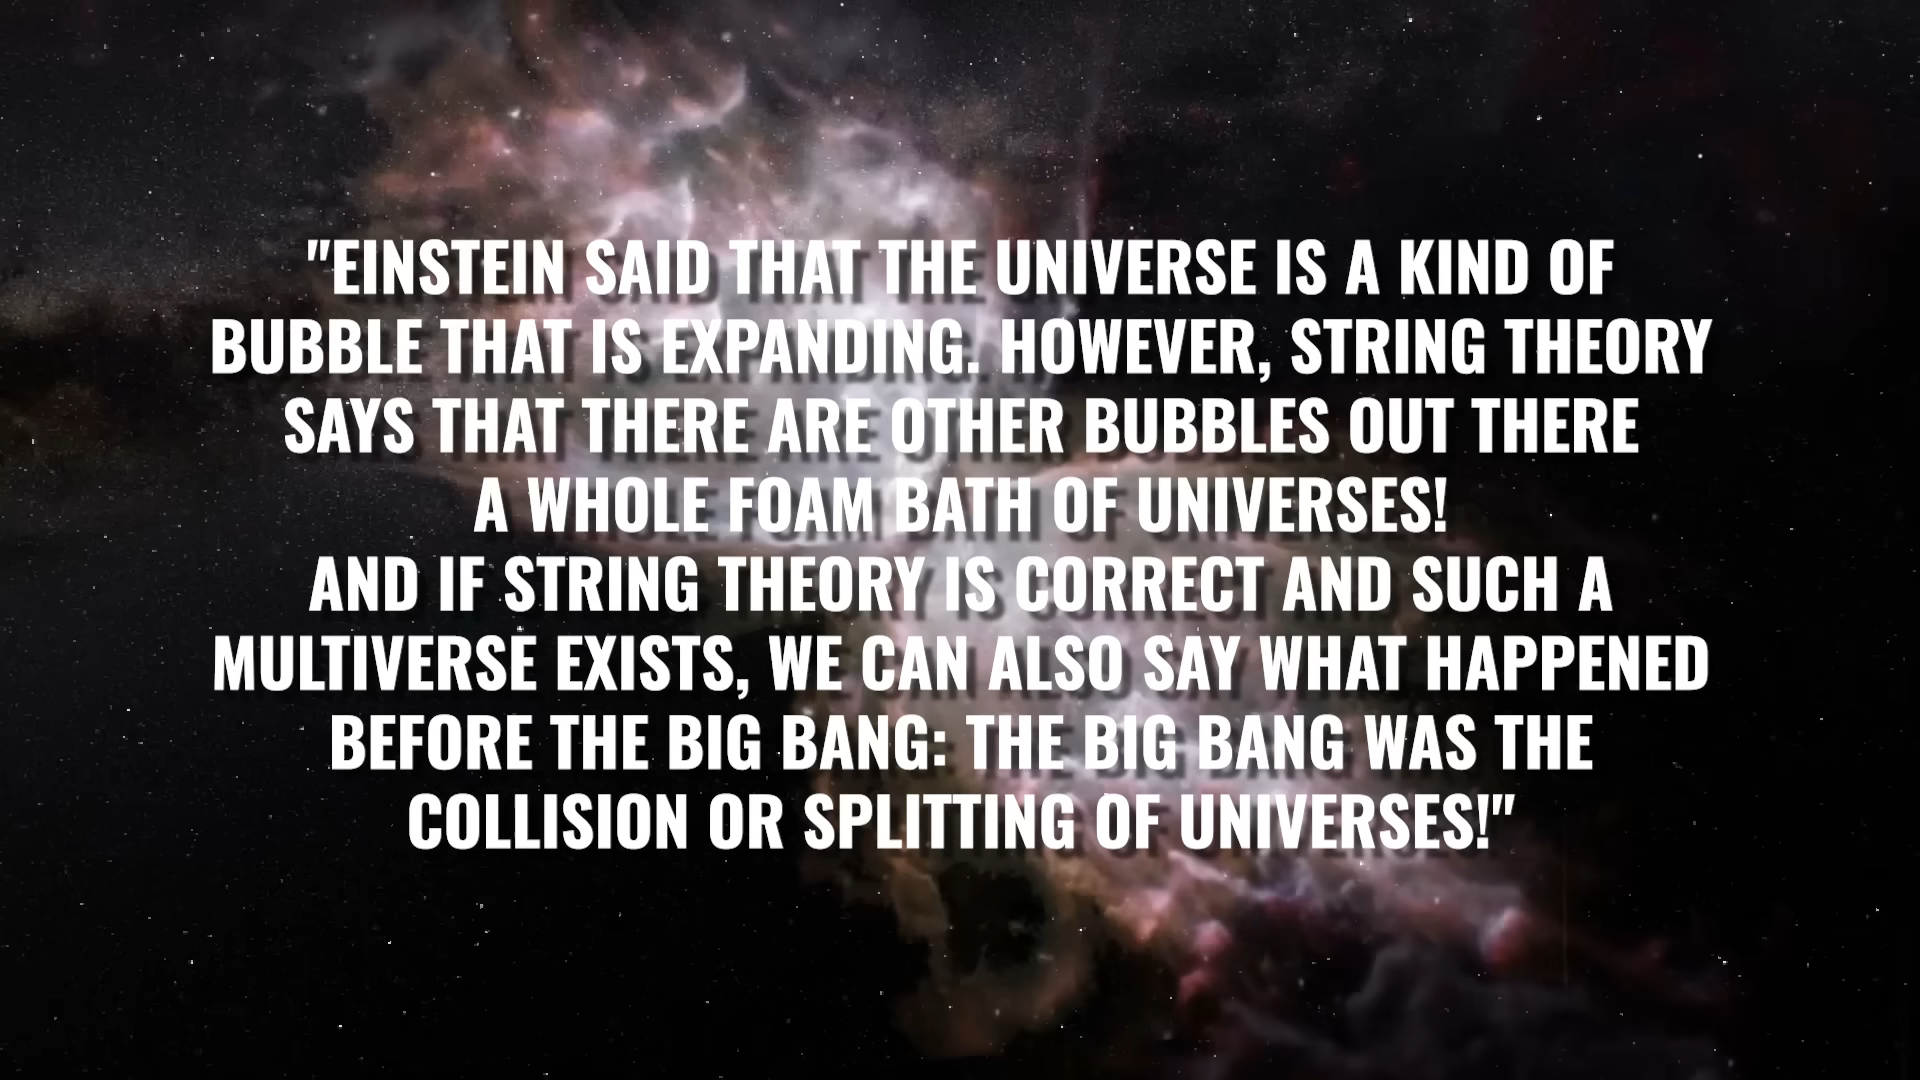 "EINSTEIN SAID THAT THE UNIVERSE IS A KIND OF
BUBBLE THAT IS EXPANDING. HOWEVER, STRING THEORY
SAYS THAT THERE ARE OTHER BUBBLES OUT THERE
A WHOLE FOAM BATH OF UNIVERSES!
AND IF STRING THEORY IS CORRECT AND SUCH A
MULTIVERSE EXISTS, WE CAN ALSO SAY WHAT HAPPENED
BEFORE THE BIG BANG: THE BIG BANG WAS THE
COLLISION OR SPLITTING OF UNIVERSES!"